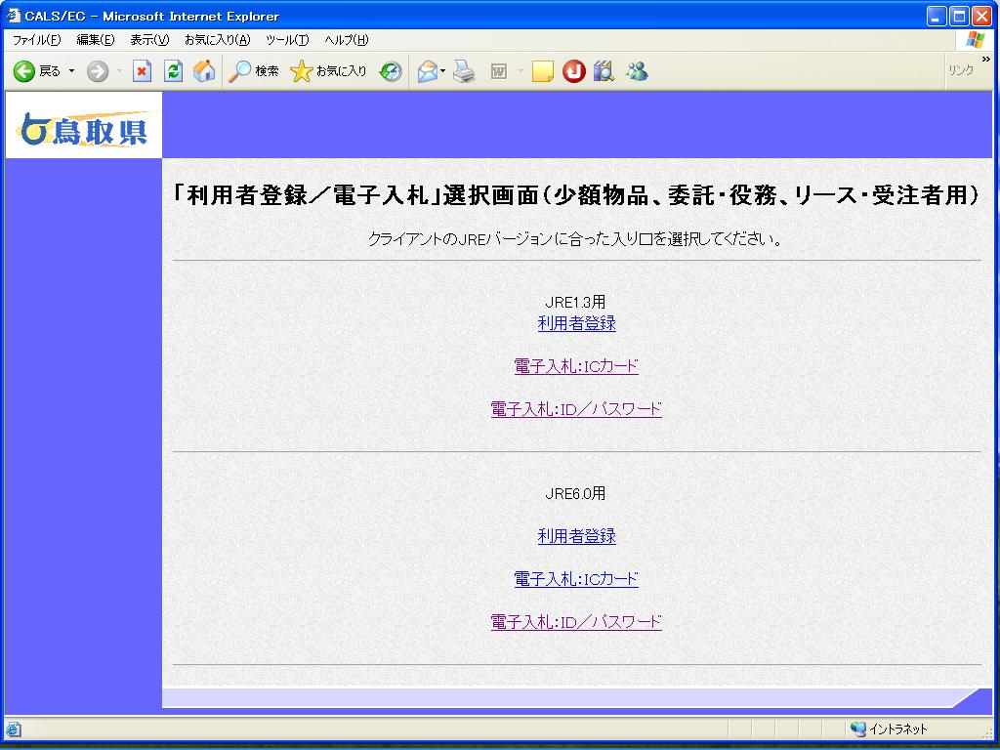 CALS/EC - Microsoft Internet Explorer
ファイル(F) 編集(E) 表示(V) お気に入り(A) ツール(T) ヘルプ(H)
戻る 検索 お気に入り リンク »
鳥取県
「利用者登録／電子入札」選択画面（少額物品、委託・役務、リース・受注者用）
クライアントのJREバージョンに合った入り口を選択してください。
JRE1.3用
利用者登録
電子入札：ICカード
電子入札：ID／パスワード
JRE6.0用
利用者登録
電子入札：ICカード
電子入札：ID／パスワード
イントラネット